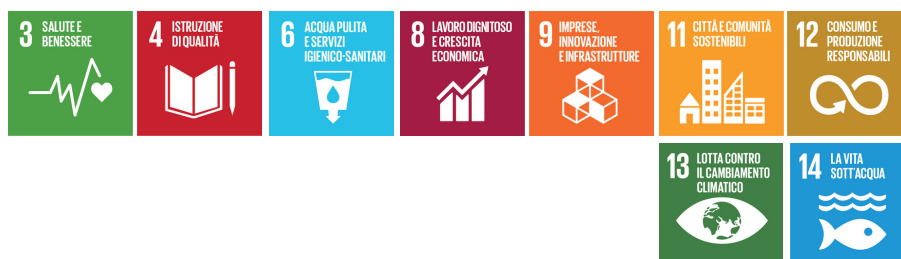 3 SALUTE E
BENESSERE
4 ISTRUZIONE
DI QUALITÀ
6 ACQUA PULITA
E SERVIZI
IGIENICO-SANITARI
8 LAVORO DIGNITOSO
E CRESCITA
ECONOMICA
9 IMPRESE,
INNOVAZIONE
E INFRASTRUTTURE
11 CITTÀ E COMUNITÀ
SOSTENIBILI
12 CONSUMO E
PRODUZIONE
RESPONSABILI
13 LOTTA CONTRO
IL CAMBIAMENTO
CLIMATICO
14 LA VITA
SOTT'ACQUA